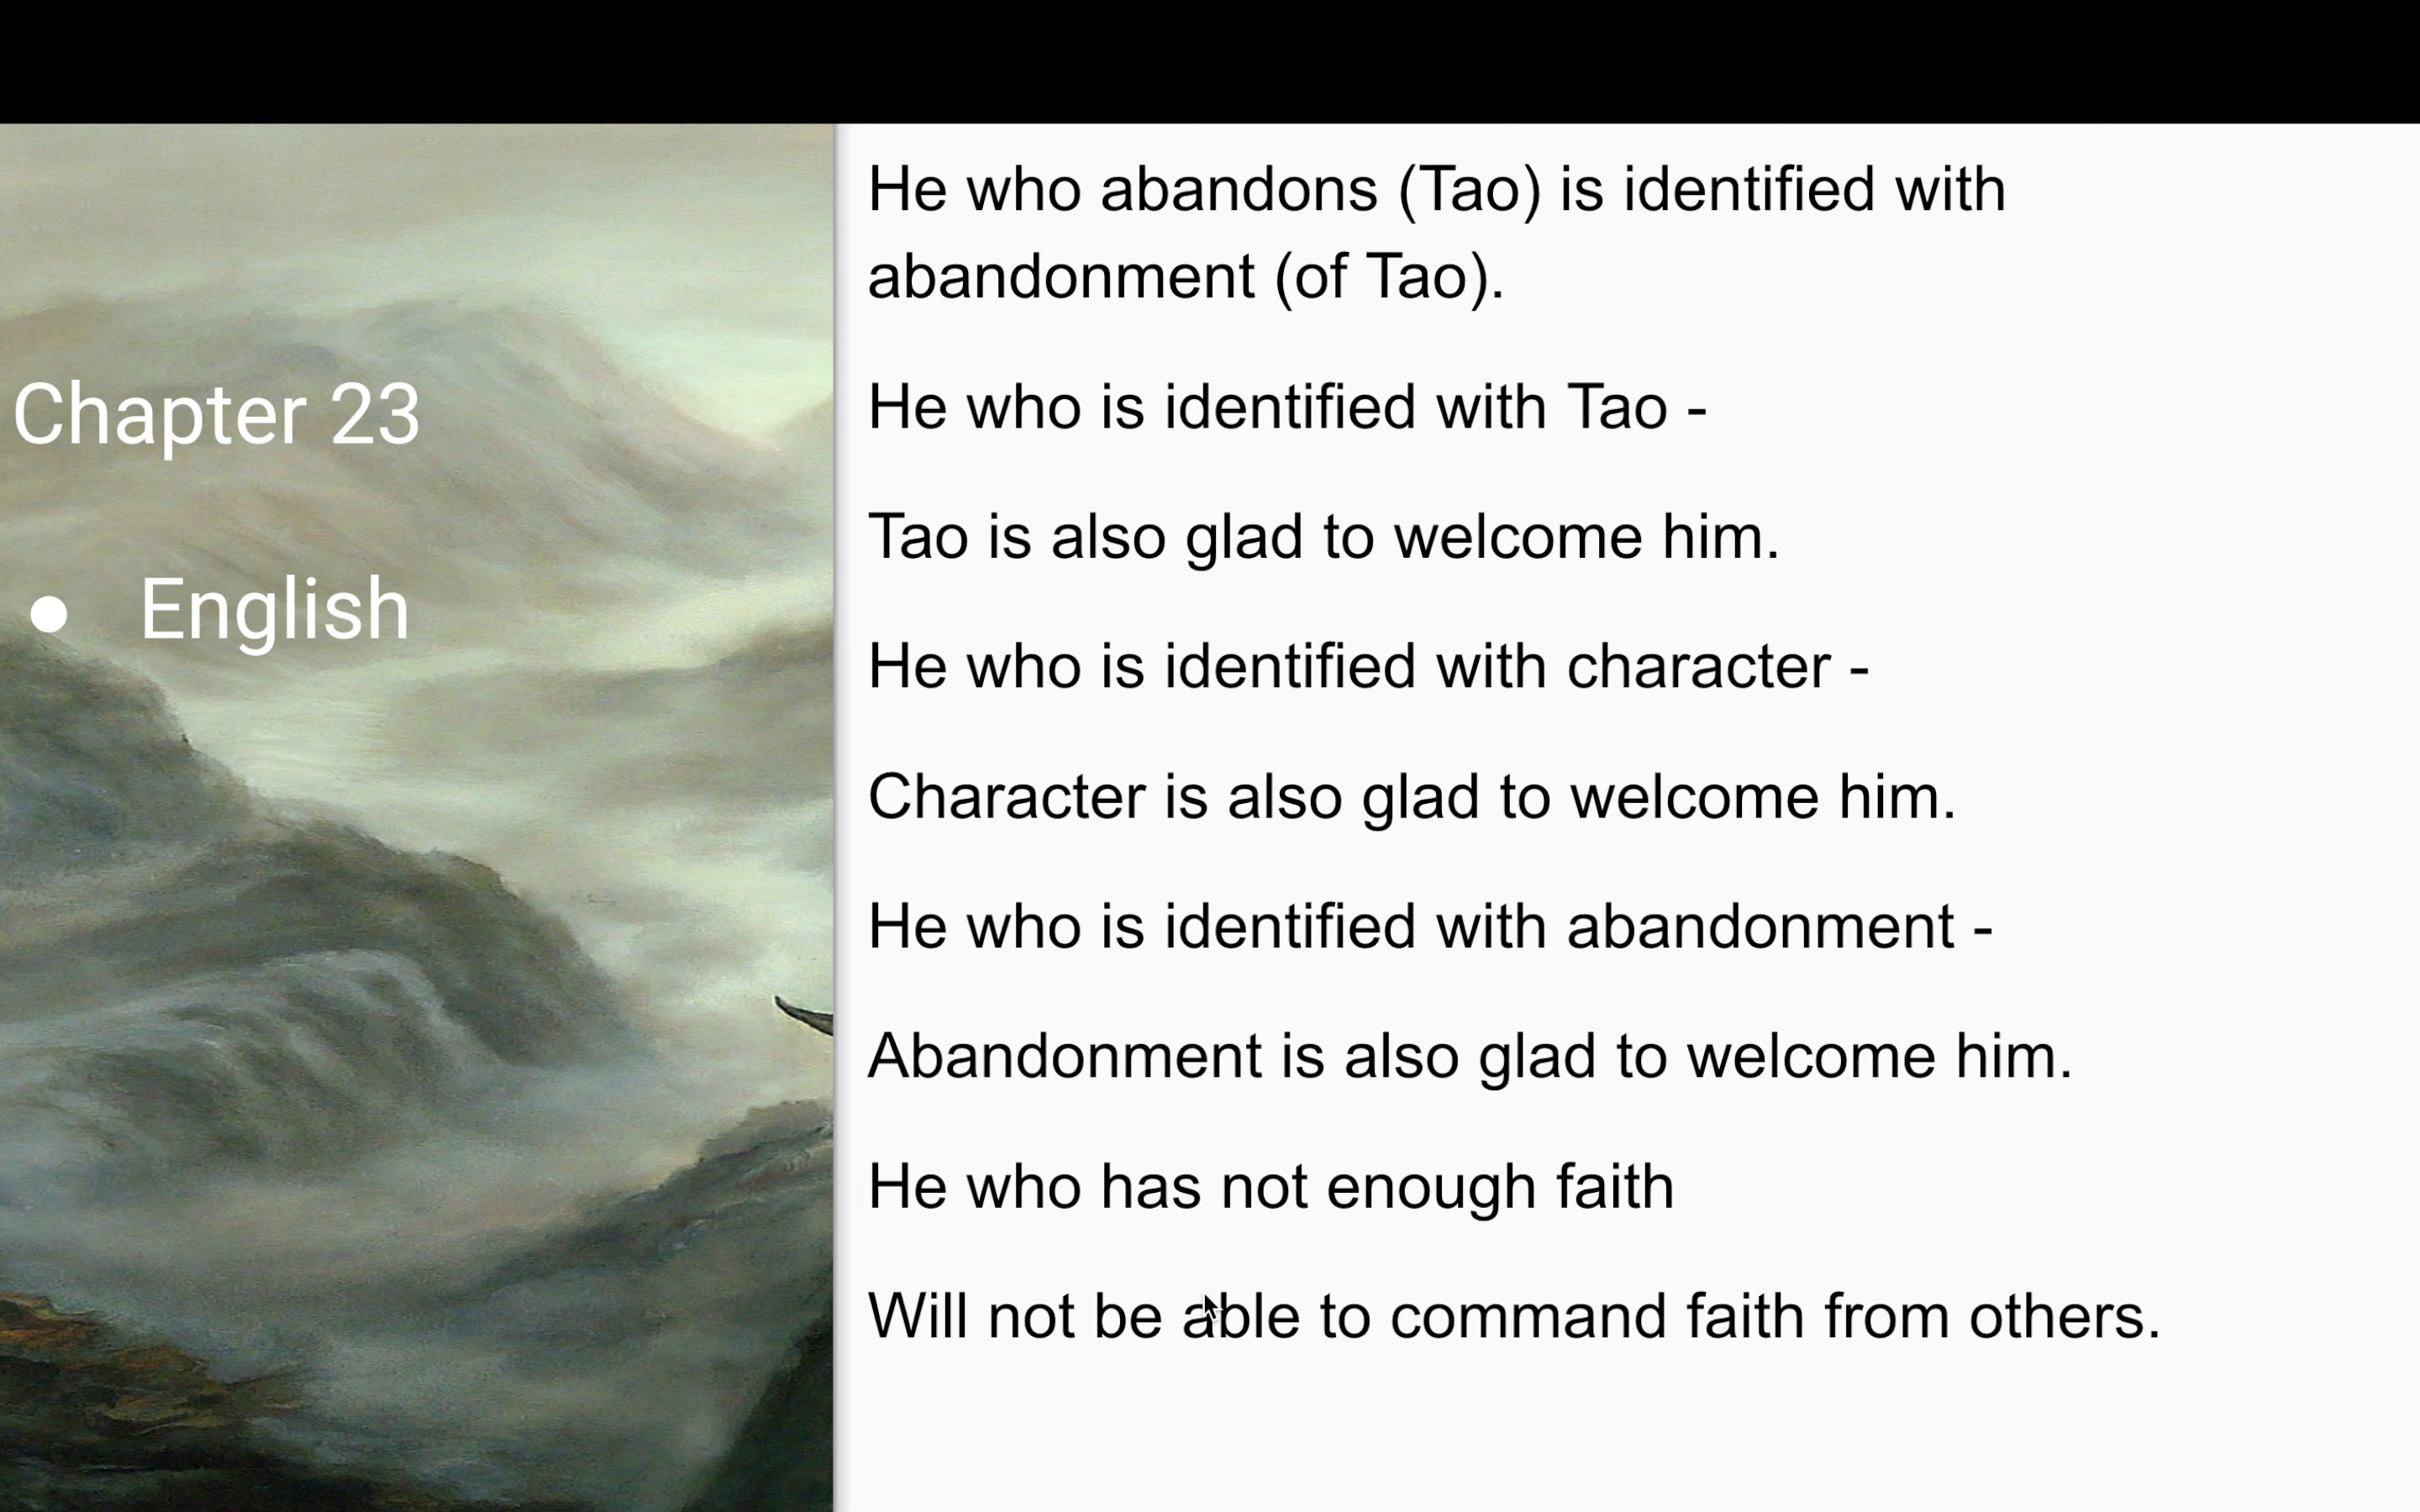 Chapter 23
● English
He who abandons (Tao) is identified with
abandonment (of Tao).
He who is identified with Tao -
Tao is also glad to welcome him.
He who is identified with character -
Character is also glad to welcome him.
He who is identified with abandonment -
Abandonment is also glad to welcome him.
He who has not enough faith
Will not be able to command faith from others.